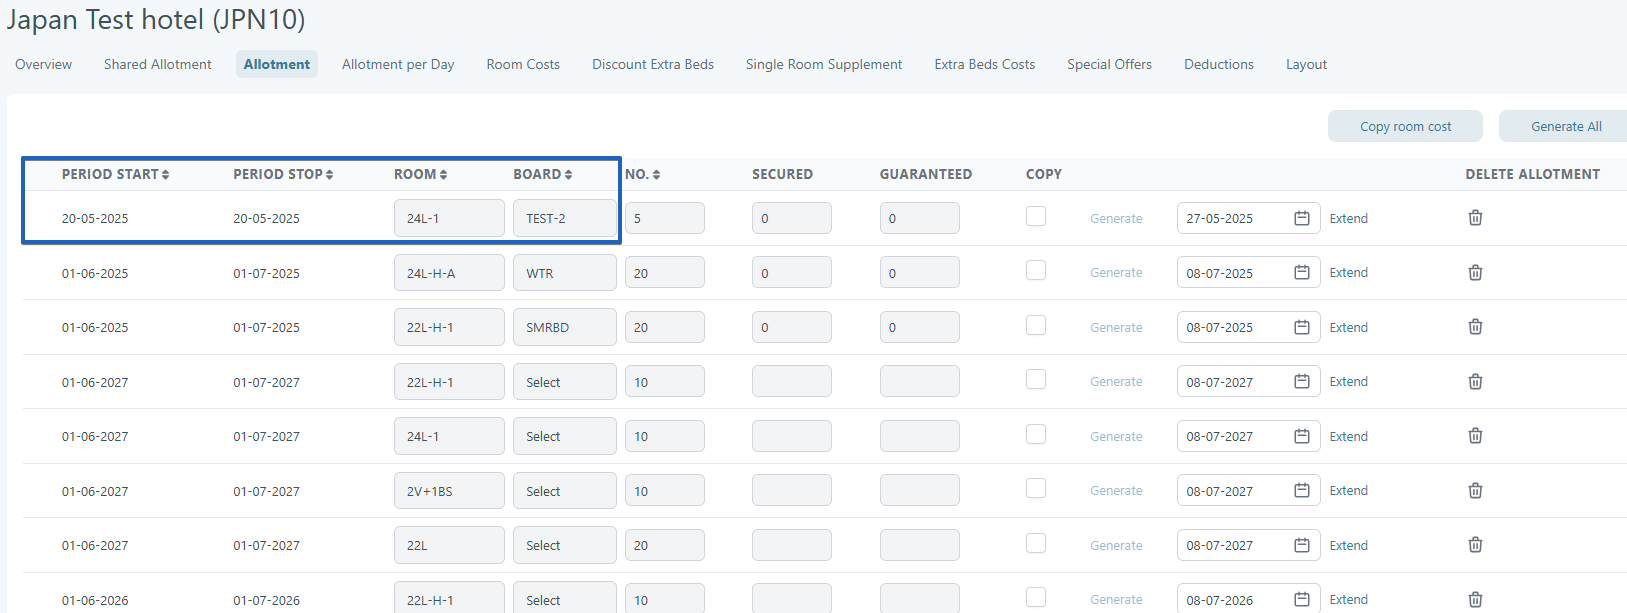 Japan Test hotel (JPN10)
Overview Shared Allotment Allotment Allotment per Day Room Costs Discount Extra Beds Single Room Supplement Extra Beds Costs Special Offers Deductions Layout
Copy room cost Generate All
PERIOD START PERIOD STOP ROOM BOARD NO. SECURED GUARANTEED COPY DELETE ALLOTMENT
20-05-2025 20-05-2025 24L-1 TEST-2 5 0 0 Generate 27-05-2025 Extend
01-06-2025 01-07-2025 24L-H-A WTR 20 0 0 Generate 08-07-2025 Extend
01-06-2025 01-07-2025 22L-H-1 SMRBD 20 0 0 Generate 08-07-2025 Extend
01-06-2027 01-07-2027 22L-H-1 Select 10 Generate 08-07-2027 Extend
01-06-2027 01-07-2027 24L-1 Select 10 Generate 08-07-2027 Extend
01-06-2027 01-07-2027 2V+1BS Select 10 Generate 08-07-2027 Extend
01-06-2027 01-07-2027 22L Select 20 Generate 08-07-2027 Extend
01-06-2026 01-07-2026 22L-H-1 Select 10 Generate 08-07-2026 Extend